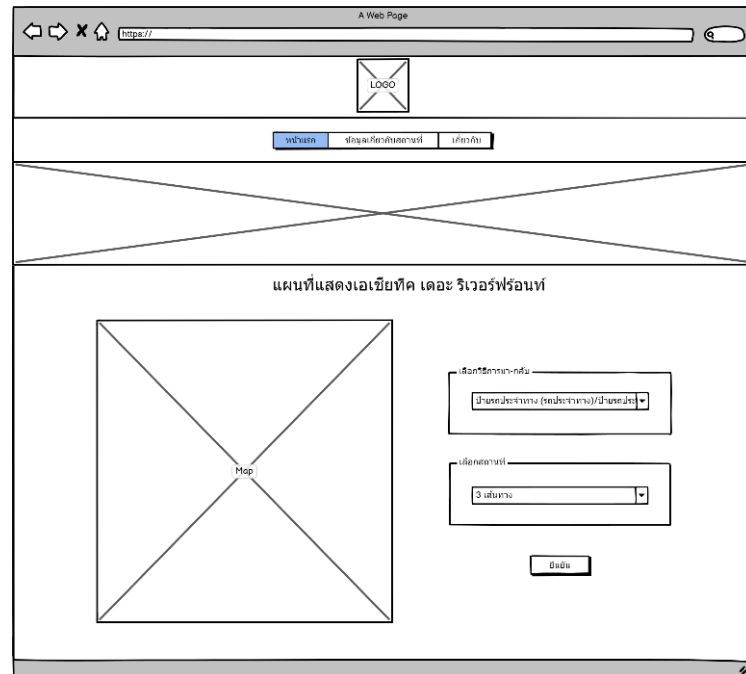 A Web Page
https://
LOGO
หน้าแรก
ข้อมูลเกี่ยวกับสถานที่
เกี่ยวกับ
แผนที่แสดงเอเชียทีค เดอะ ริเวอร์ฟร้อนท์
Map
เลือกวิธีการมา-กลับ
ป้ายรถประจำทาง (รถประจำทาง)/ป้ายรถประ
เลือกสถานที่
3 เส้นทาง
ยืนยัน